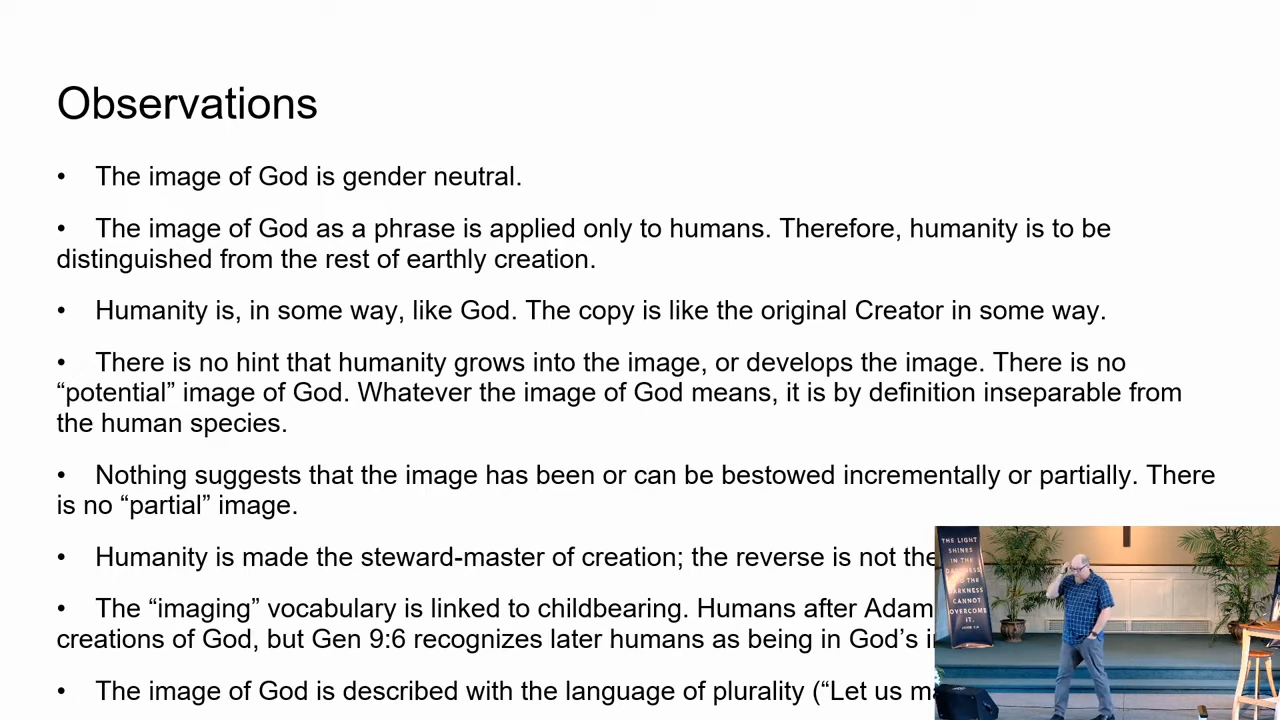 Observations
• The image of God is gender neutral.
• The image of God as a phrase is applied only to humans. Therefore, humanity is to be
distinguished from the rest of earthly creation.
• Humanity is, in some way, like God. The copy is like the original Creator in some way.
• There is no hint that humanity grows into the image, or develops the image. There is no
“potential” image of God. Whatever the image of God means, it is by definition inseparable from
the human species.
• Nothing suggests that the image has been or can be bestowed incrementally or partially. There
is no “partial” image.
• Humanity is made the steward-master of creation; the reverse is not the
• The “imaging” vocabulary is linked to childbearing. Humans after Adam
creations of God, but Gen 9:6 recognizes later humans as being in God’s
• The image of God is described with the language of plurality (“Let us
THE LIGHT
SHINES
IN THE
DARKNESS
AND THE
DARKNESS
CANNOT
OVERCOME
IT.